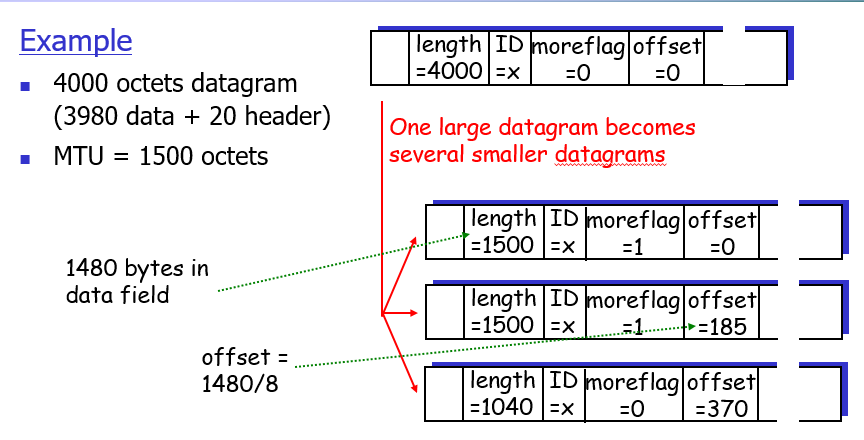 Example
4000 octets datagram
(3980 data + 20 header)
MTU = 1500 octets
length ID moreflag offset
=4000 =x =0 =0
One large datagram becomes
several smaller datagrams
length ID moreflag offset
=1500 =x =1 =0
1480 bytes in
data field
length ID moreflag offset
=1500 =x =1 =185
offset =
1480/8
length ID moreflag offset
=1040 =x =0 =370